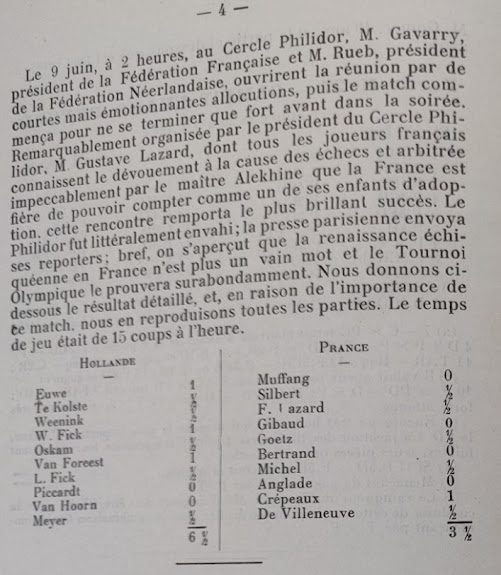 — 4 —
Le 9 juin, à 2 heures, au Cercle Philidor, M. Gavarry,
président de la Fédération Française et M. Rueb, président
de la Fédération Néerlandaise, ouvrirent la réunion par de
courtes mais émotionnantes allocutions, puis le match com-
mença pour ne se terminer que fort avant dans la soirée.
Remarquablement organisée par le président du Cercle Phi-
lidor, M. Gustave Lazard, dont tous les joueurs français
connaissent le dévouement à la cause des échecs et arbitrée
impeccablement par le maître Alekhine que la France est
fière de pouvoir compter comme un de ses enfants d'adop-
tion. cette rencontre remporta le plus brillant succès. Le
Philidor fut littéralement envahi; la presse parisienne envoya
ses reporters; bref, on s'aperçut que la renaissance échi-
quéenne en France n'est plus un vain mot et le Tournoi
Olympique le prouvera surabondamment. Nous donnons ci-
dessous le résultat détaillé, et, en raison de l'importance de
ce match. nous en reproduisons toutes les parties. Le temps
de jeu était de 15 coups à l'heure.
HOLLANDE
—
Euwe 1
Te Kolste ½
Weenink ½
W. Fick 1
Oskam ½
Van Foreest 1
L. Fick ½
Piccardt 0
Van Hoorn 0
Meyer ½
6 ½
PRANCE
—
Muffang 0
Silbert ½
F. Lazard ½
Gibaud 0
Goetz ½
Bertrand 0
Michel ½
Anglade 0
Crépeaux 1
De Villeneuve ½
3 ½